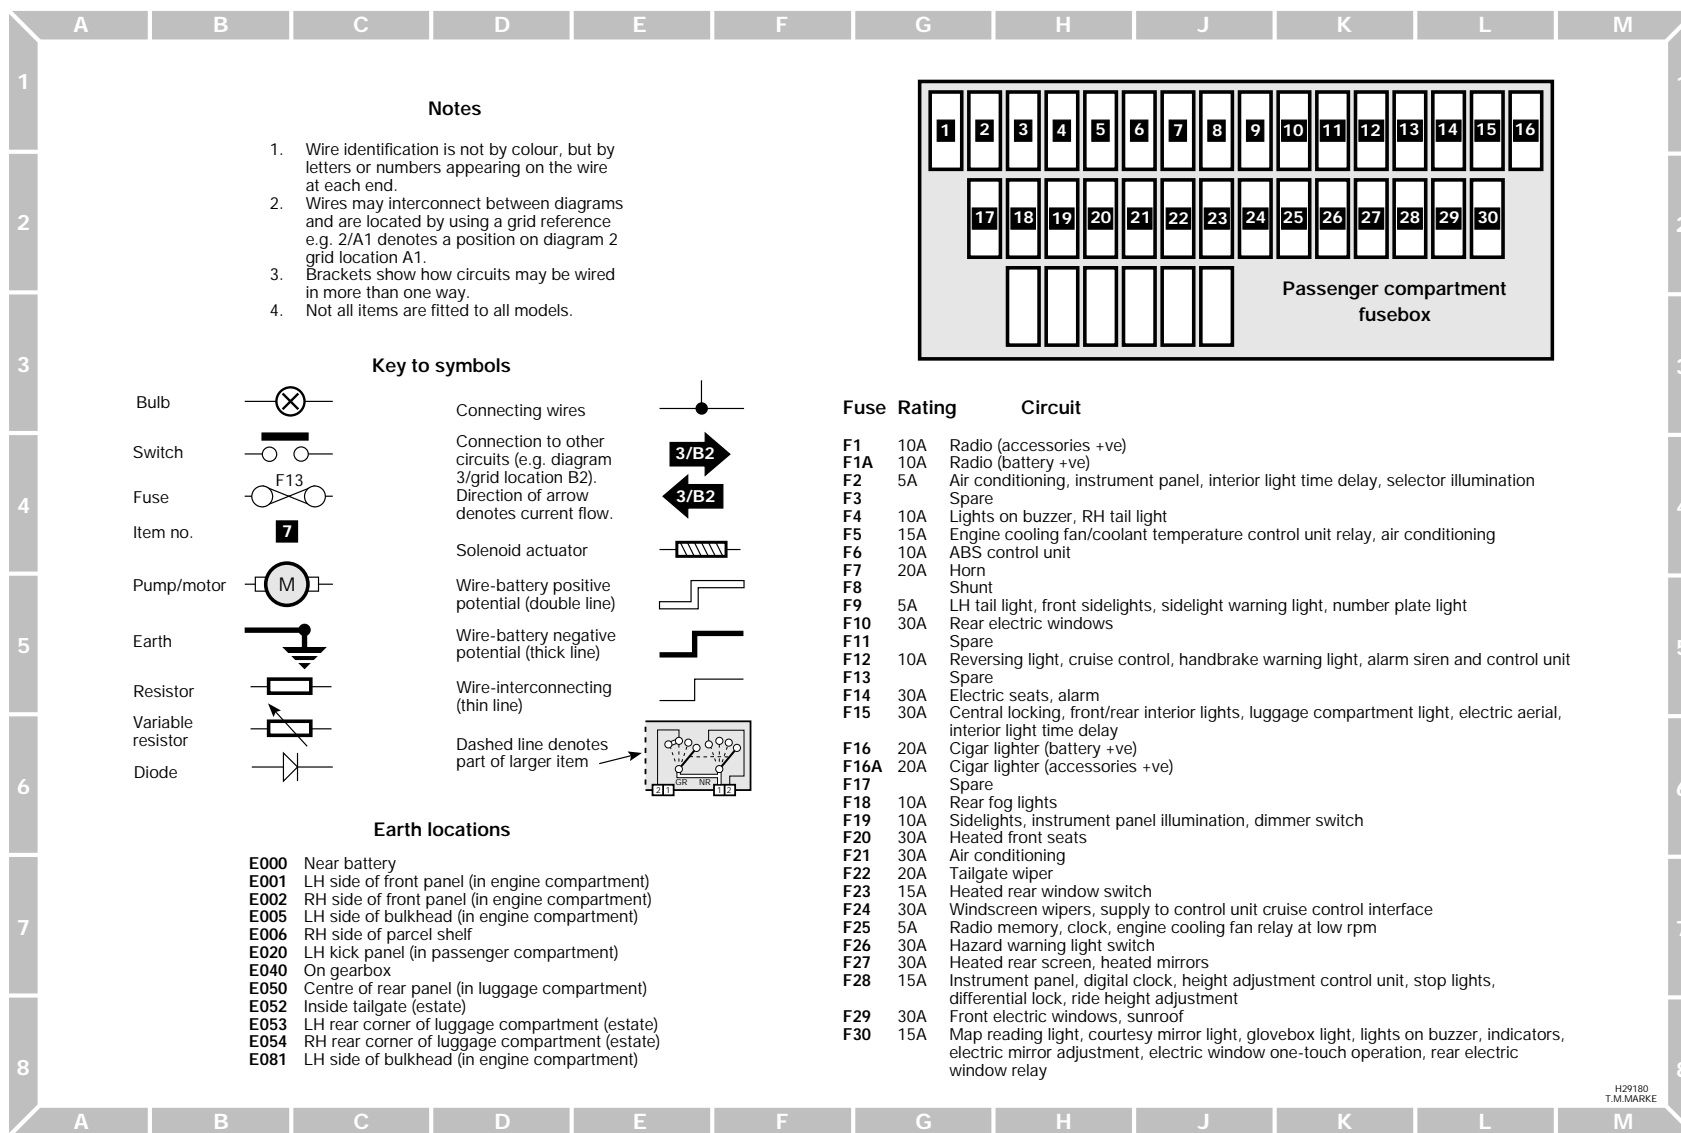 A B C D E F G H J K L M
1
2
3
4
5
6
7
8
Notes
1. Wire identification is not by colour, but by
letters or numbers appearing on the wire
at each end.
2. Wires may interconnect between diagrams
and are located by using a grid reference
e.g. 2/A1 denotes a position on diagram 2
grid location A1.
3. Brackets show how circuits may be wired
in more than one way.
4. Not all items are fitted to all models.
Key to symbols
Bulb
Switch
Fuse F13
Item no. 7
Pump/motor M
Earth
Resistor
Variable
resistor
Diode
Connecting wires
Connection to other
circuits (e.g. diagram
3/grid location B2).
Direction of arrow
denotes current flow.
3/B2
3/B2
Solenoid actuator
Wire-battery positive
potential (double line)
Wire-battery negative
potential (thick line)
Wire-interconnecting
(thin line)
Dashed line denotes
part of larger item
GR NR
2 1 1 2
Earth locations
E000 Near battery
E001 LH side of front panel (in engine compartment)
E002 RH side of front panel (in engine compartment)
E005 LH side of bulkhead (in engine compartment)
E006 RH side of parcel shelf
E020 LH kick panel (in passenger compartment)
E040 On gearbox
E050 Centre of rear panel (in luggage compartment)
E052 Inside tailgate (estate)
E053 LH rear corner of luggage compartment (estate)
E054 RH rear corner of luggage compartment (estate)
E081 LH side of bulkhead (in engine compartment)
1 2 3 4 5 6 7 8 9 10 11 12 13 14 15 16
17 18 19 20 21 22 23 24 25 26 27 28 29 30
Passenger compartment
fusebox
Fuse Rating Circuit
F1 10A Radio (accessories +ve)
F1A 10A Radio (battery +ve)
F2 5A Air conditioning, instrument panel, interior light time delay, selector illumination
F3 Spare
F4 10A Lights on buzzer, RH tail light
F5 15A Engine cooling fan/coolant temperature control unit relay, air conditioning
F6 10A ABS control unit
F7 20A Horn
F8 Shunt
F9 5A LH tail light, front sidelights, sidelight warning light, number plate light
F10 30A Rear electric windows
F11 Spare
F12 10A Reversing light, cruise control, handbrake warning light, alarm siren and control unit
F13 Spare
F14 30A Electric seats, alarm
F15 30A Central locking, front/rear interior lights, luggage compartment light, electric aerial,
interior light time delay
F16 20A Cigar lighter (battery +ve)
F16A 20A Cigar lighter (accessories +ve)
F17 Spare
F18 10A Rear fog lights
F19 10A Sidelights, instrument panel illumination, dimmer switch
F20 30A Heated front seats
F21 30A Air conditioning
F22 20A Tailgate wiper
F23 15A Heated rear window switch
F24 30A Windscreen wipers, supply to control unit cruise control interface
F25 5A Radio memory, clock, engine cooling fan relay at low rpm
F26 30A Hazard warning light switch
F27 30A Heated rear screen, heated mirrors
F28 15A Instrument panel, digital clock, height adjustment control unit, stop lights,
differential lock, ride height adjustment
F29 30A Front electric windows, sunroof
F30 15A Map reading light, courtesy mirror light, glovebox light, lights on buzzer, indicators,
electric mirror adjustment, electric window one-touch operation, rear electric
window relay
H29180
T.M.MARKE
A B C D E F G H J K L M